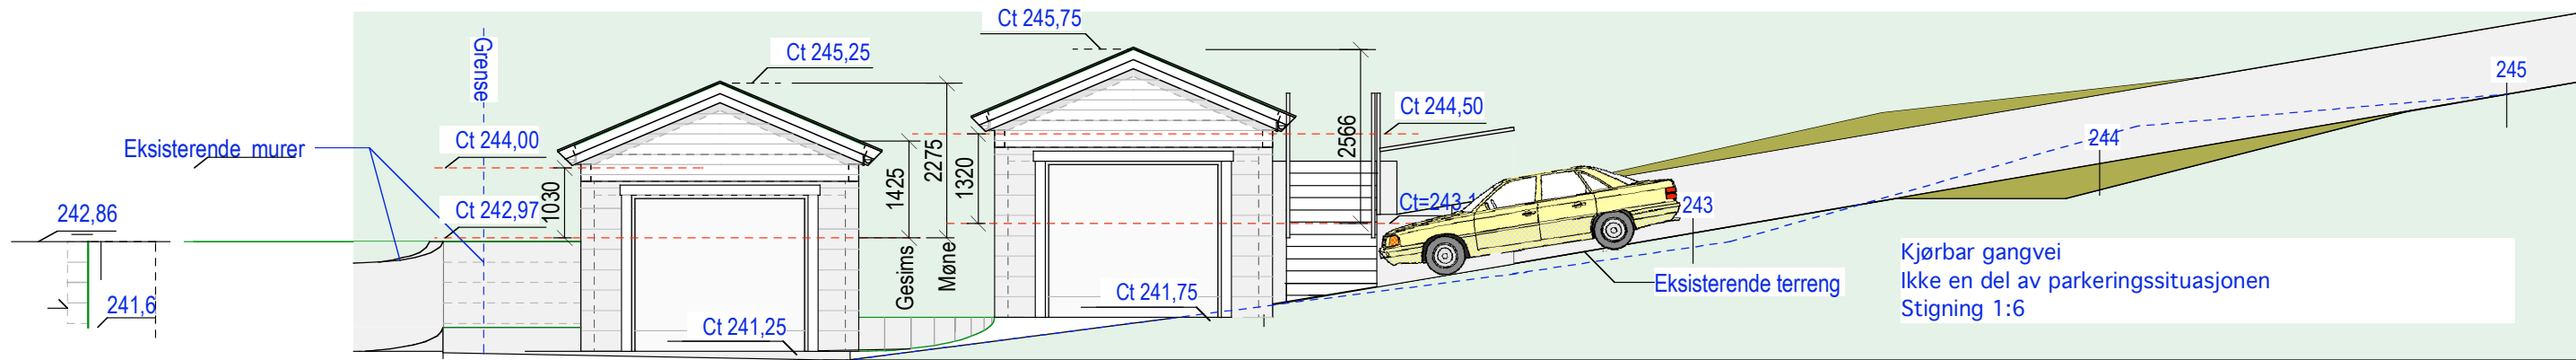 Ct 245,75
Grense
Ct 245,25
245
Ct 244,50
Ct 244,00
Eksisterende murer
244
2566
2275
1425
1320
1030
242,86
Ct 242,97
243
Gesims
Møne
Kjørbar gangvei
Ikke en del av parkeringssituasjonen
Stigning 1:6
Eksisterende terreng
Ct 241,75
241,6
Ct 241,25